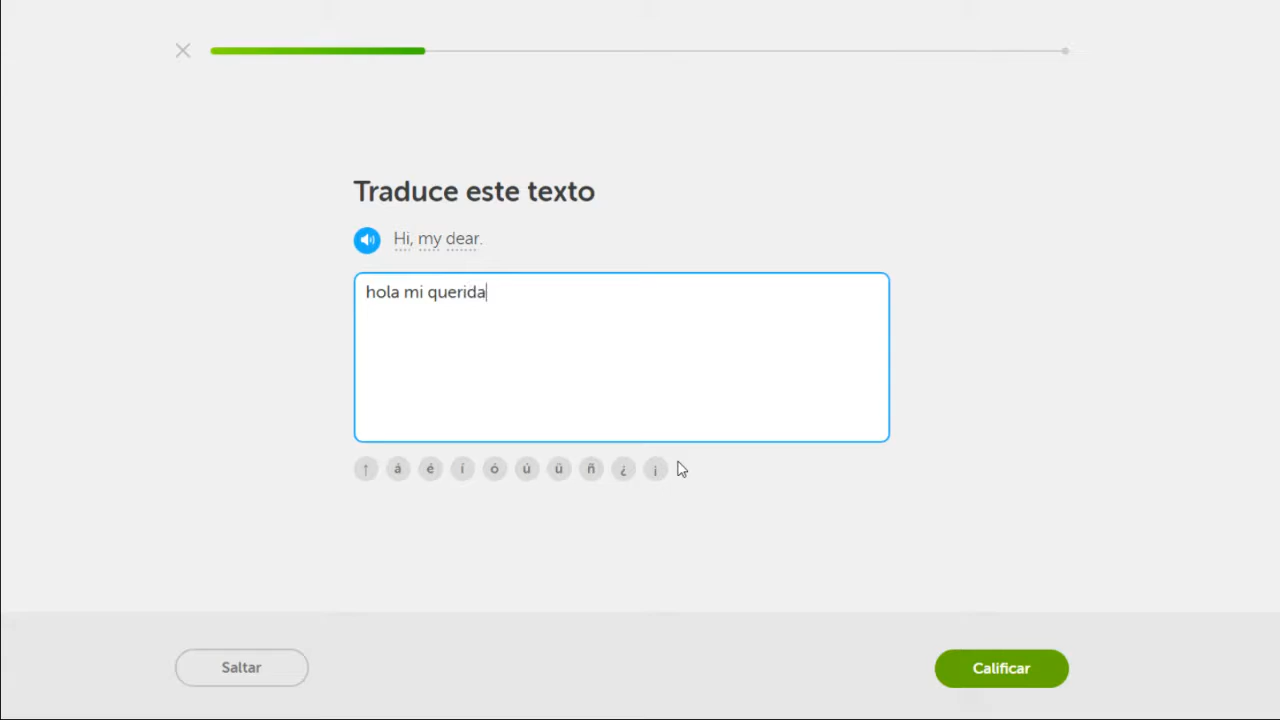 Traduce este texto
Hi, my dear.
hola mi querida
↑ á é í ó ú ü ñ ¿ ¡
Saltar
Calificar